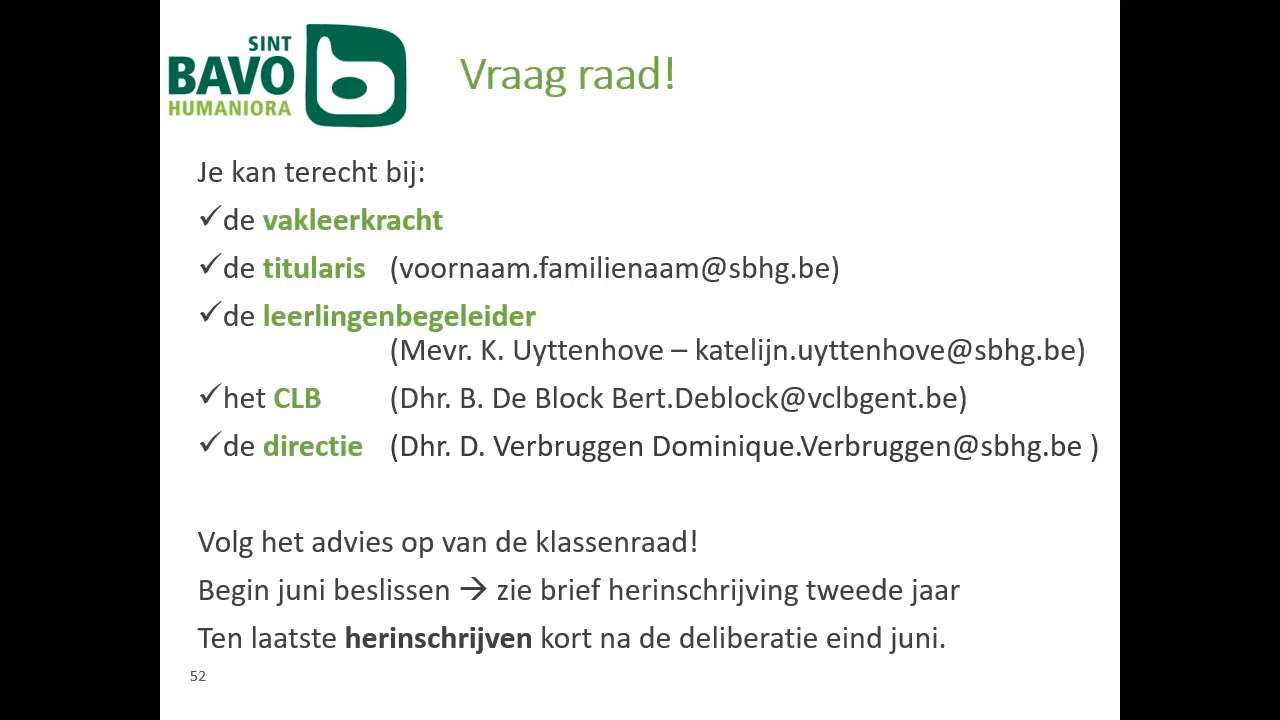 SINT
BAVO
HUMANIORA
Vraag raad!
Je kan terecht bij:
✓de vakleerkracht
✓de titularis (voornaam.familienaam@sbhg.be)
✓de leerlingenbegeleider
(Mevr. K. Uyttenhove – katelijn.uyttenhove@sbhg.be)
✓het CLB (Dhr. B. De Block Bert.Deblock@vclbgent.be)
✓de directie (Dhr. D. Verbruggen Dominique.Verbruggen@sbhg.be )
Volg het advies op van de klassenraad!
Begin juni beslissen → zie brief herinschrijving tweede jaar
Ten laatste herinschrijven kort na de deliberatie eind juni.
52